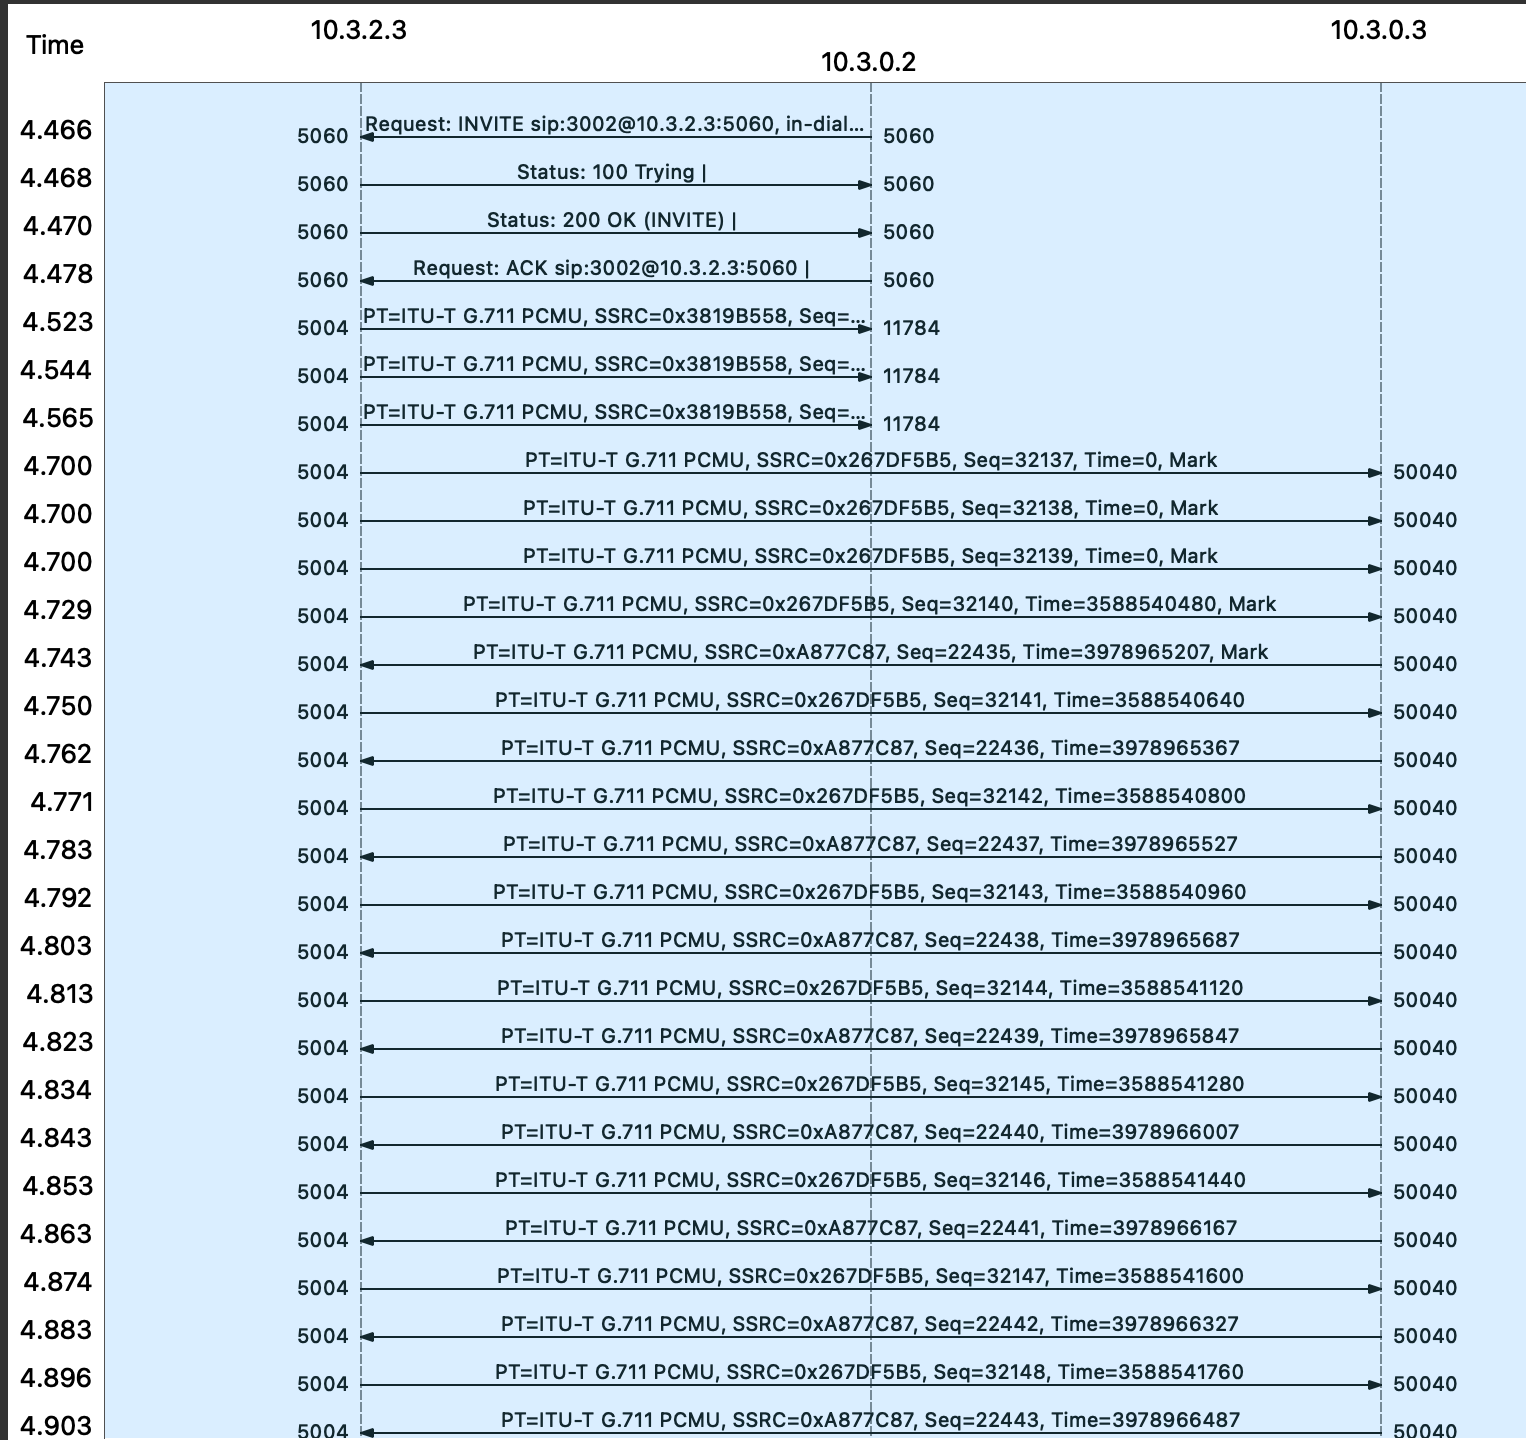 Time 10.3.2.3 10.3.0.2 10.3.0.3
4.466 5060 Request: INVITE sip:3002@10.3.2.3:5060, in-dial... 5060
4.468 5060 Status: 100 Trying | 5060
4.470 5060 Status: 200 OK (INVITE) | 5060
4.478 5060 Request: ACK sip:3002@10.3.2.3:5060 | 5060
4.523 5004 PT=ITU-T G.711 PCMU, SSRC=0x3819B558, Seq=... 11784
4.544 5004 PT=ITU-T G.711 PCMU, SSRC=0x3819B558, Seq=... 11784
4.565 5004 PT=ITU-T G.711 PCMU, SSRC=0x3819B558, Seq=... 11784
4.700 5004 PT=ITU-T G.711 PCMU, SSRC=0x267DF5B5, Seq=32137, Time=0, Mark 50040
4.700 5004 PT=ITU-T G.711 PCMU, SSRC=0x267DF5B5, Seq=32138, Time=0, Mark 50040
4.700 5004 PT=ITU-T G.711 PCMU, SSRC=0x267DF5B5, Seq=32139, Time=0, Mark 50040
4.729 5004 PT=ITU-T G.711 PCMU, SSRC=0x267DF5B5, Seq=32140, Time=3588540480, Mark 50040
4.743 5004 PT=ITU-T G.711 PCMU, SSRC=0xA877C87, Seq=22435, Time=3978965207, Mark 50040
4.750 5004 PT=ITU-T G.711 PCMU, SSRC=0x267DF5B5, Seq=32141, Time=3588540640 50040
4.762 5004 PT=ITU-T G.711 PCMU, SSRC=0xA877C87, Seq=22436, Time=3978965367 50040
4.771 5004 PT=ITU-T G.711 PCMU, SSRC=0x267DF5B5, Seq=32142, Time=3588540800 50040
4.783 5004 PT=ITU-T G.711 PCMU, SSRC=0xA877C87, Seq=22437, Time=3978965527 50040
4.792 5004 PT=ITU-T G.711 PCMU, SSRC=0x267DF5B5, Seq=32143, Time=3588540960 50040
4.803 5004 PT=ITU-T G.711 PCMU, SSRC=0xA877C87, Seq=22438, Time=3978965687 50040
4.813 5004 PT=ITU-T G.711 PCMU, SSRC=0x267DF5B5, Seq=32144, Time=3588541120 50040
4.823 5004 PT=ITU-T G.711 PCMU, SSRC=0xA877C87, Seq=22439, Time=3978965847 50040
4.834 5004 PT=ITU-T G.711 PCMU, SSRC=0x267DF5B5, Seq=32145, Time=3588541280 50040
4.843 5004 PT=ITU-T G.711 PCMU, SSRC=0xA877C87, Seq=22440, Time=3978966007 50040
4.853 5004 PT=ITU-T G.711 PCMU, SSRC=0x267DF5B5, Seq=32146, Time=3588541440 50040
4.863 5004 PT=ITU-T G.711 PCMU, SSRC=0xA877C87, Seq=22441, Time=3978966167 50040
4.874 5004 PT=ITU-T G.711 PCMU, SSRC=0x267DF5B5, Seq=32147, Time=3588541600 50040
4.883 5004 PT=ITU-T G.711 PCMU, SSRC=0xA877C87, Seq=22442, Time=3978966327 50040
4.896 5004 PT=ITU-T G.711 PCMU, SSRC=0x267DF5B5, Seq=32148, Time=3588541760 50040
4.903 5004 PT=ITU-T G.711 PCMU, SSRC=0xA877C87, Seq=22443, Time=3978966487 50040